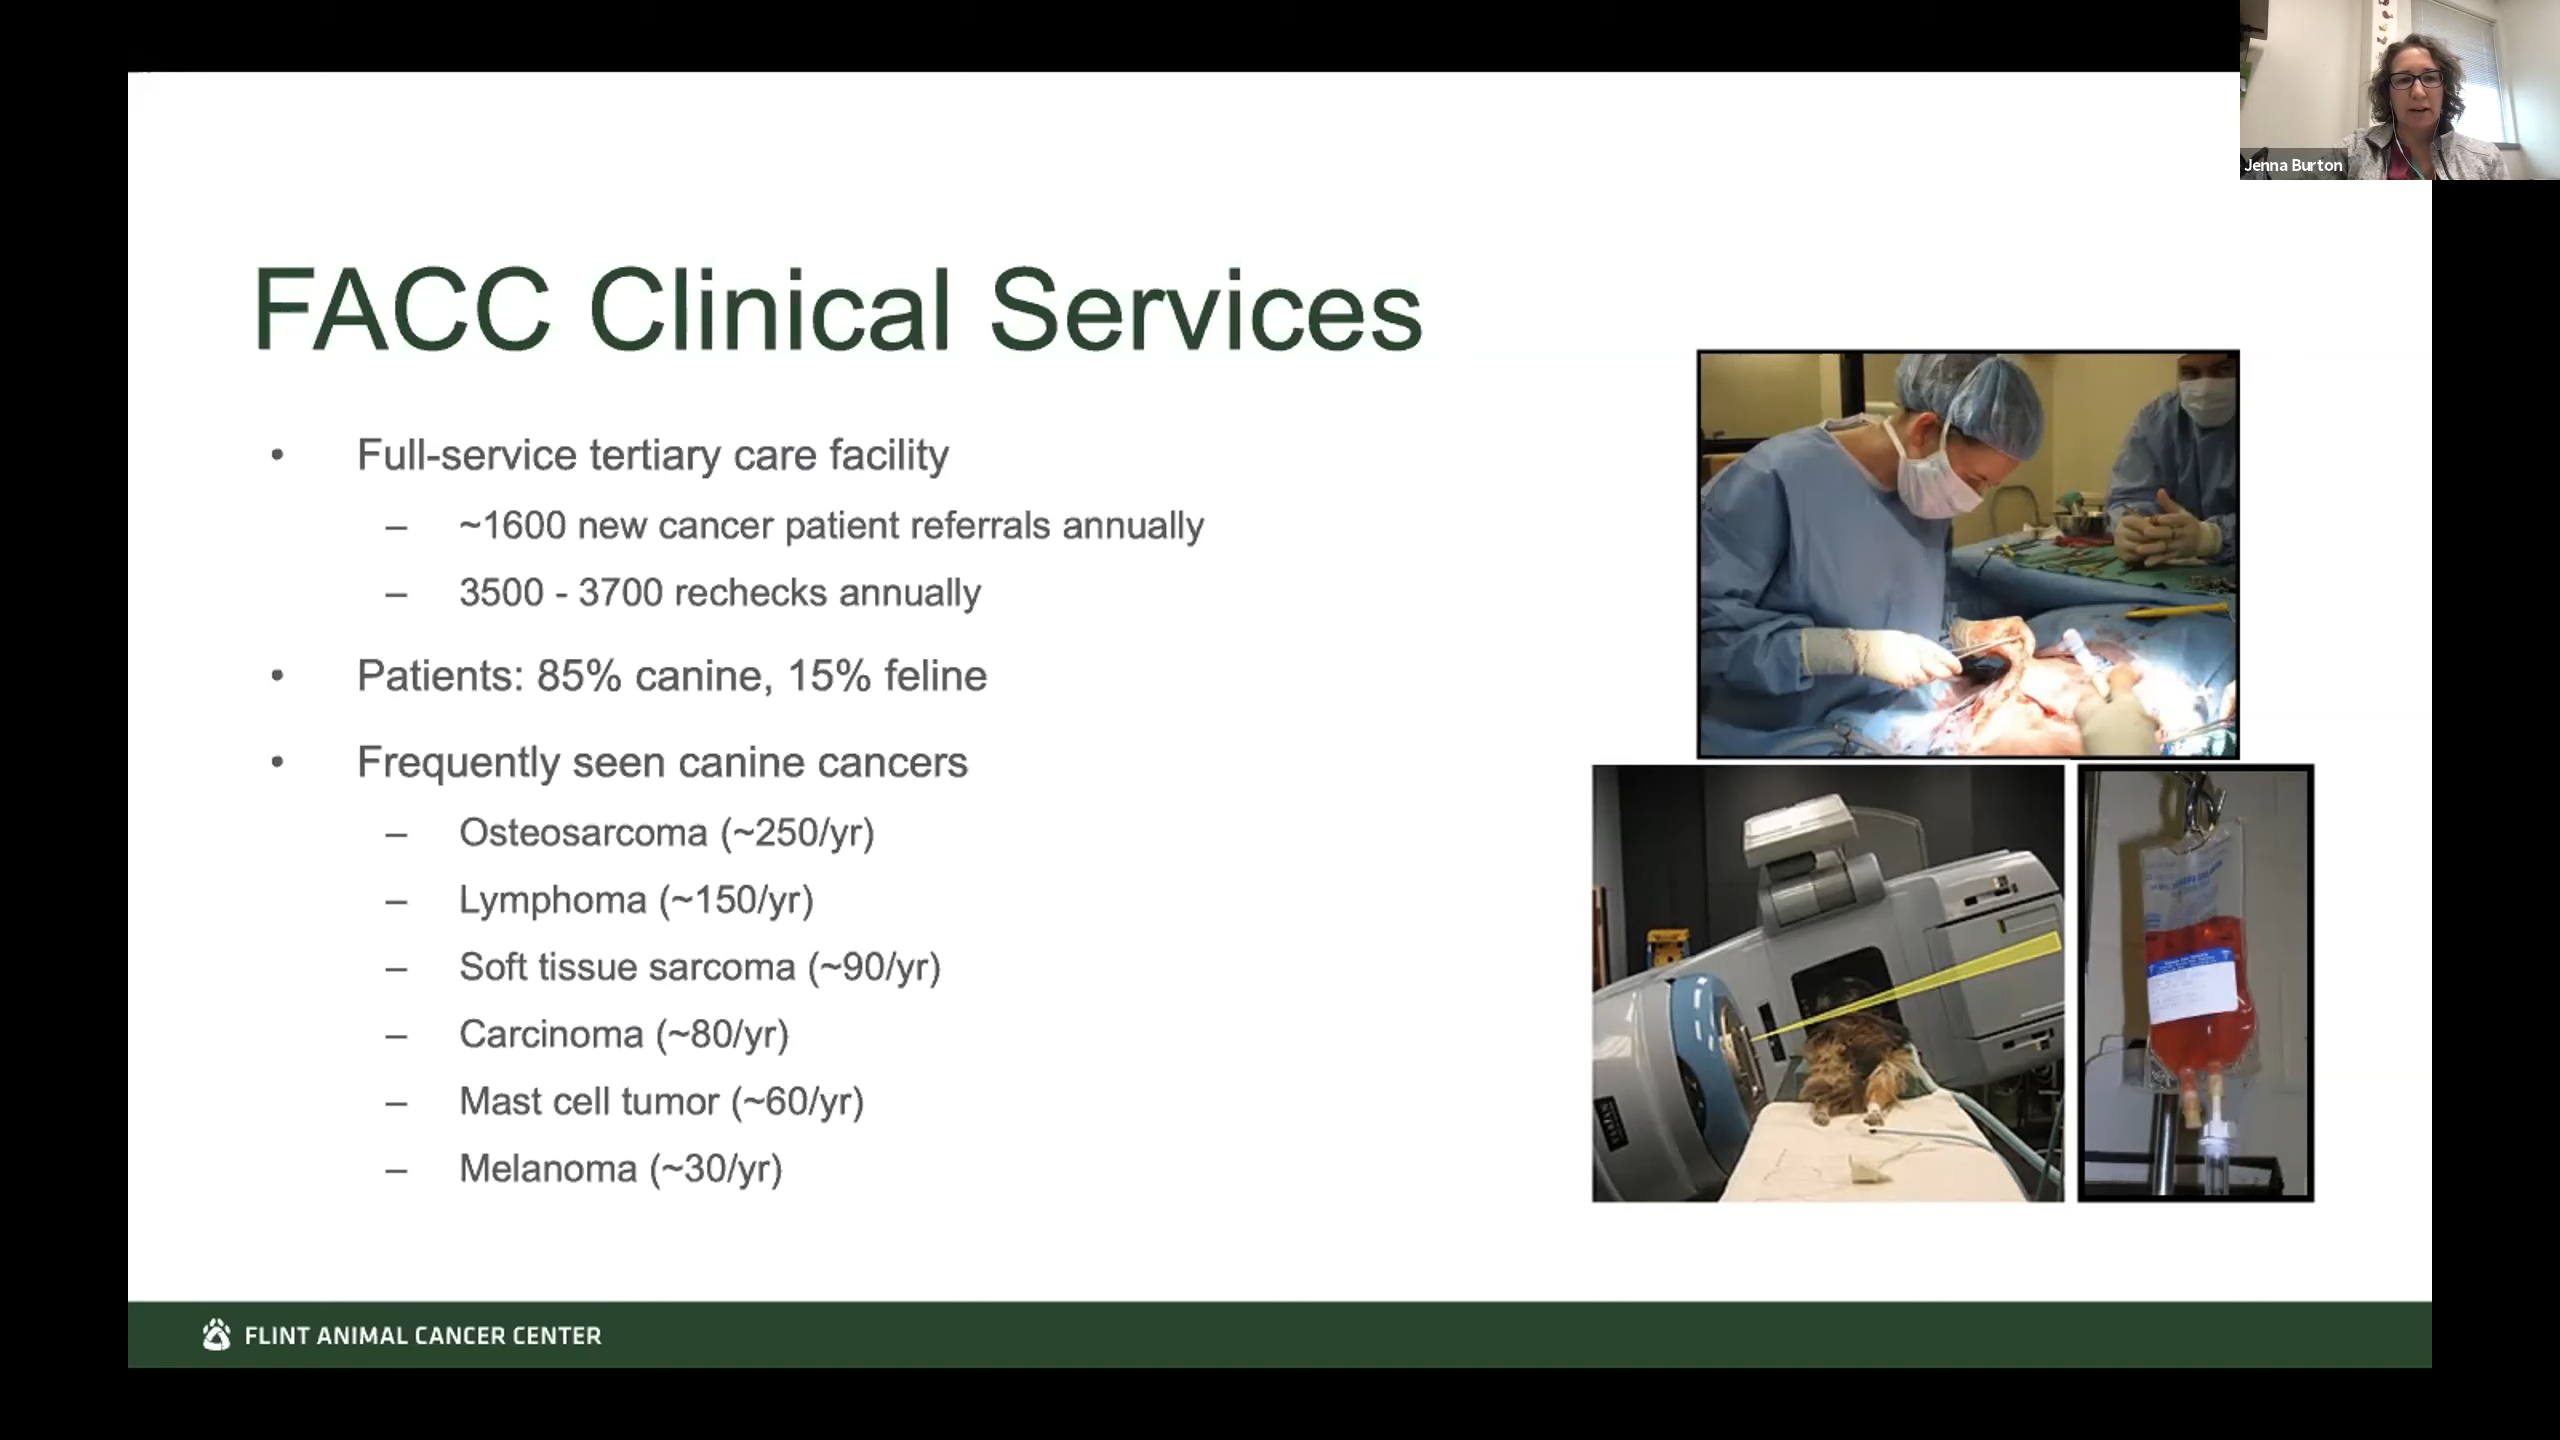 Jenna Burton
FACC Clinical Services
• Full-service tertiary care facility
– ~1600 new cancer patient referrals annually
– 3500 - 3700 rechecks annually
• Patients: 85% canine, 15% feline
• Frequently seen canine cancers
– Osteosarcoma (~250/yr)
– Lymphoma (~150/yr)
– Soft tissue sarcoma (~90/yr)
– Carcinoma (~80/yr)
– Mast cell tumor (~60/yr)
– Melanoma (~30/yr)
VARIAN
FLINT ANIMAL CANCER CENTER